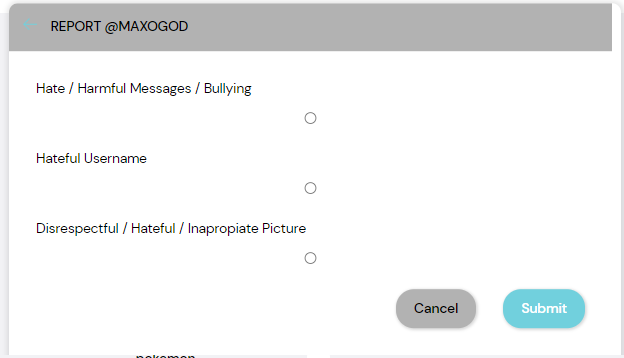 REPORT @MAXOGOD
Hate / Harmful Messages / Bullying
Hateful Username
Disrespectful / Hateful / Inapropiate Picture
Cancel
Submit
pokemon